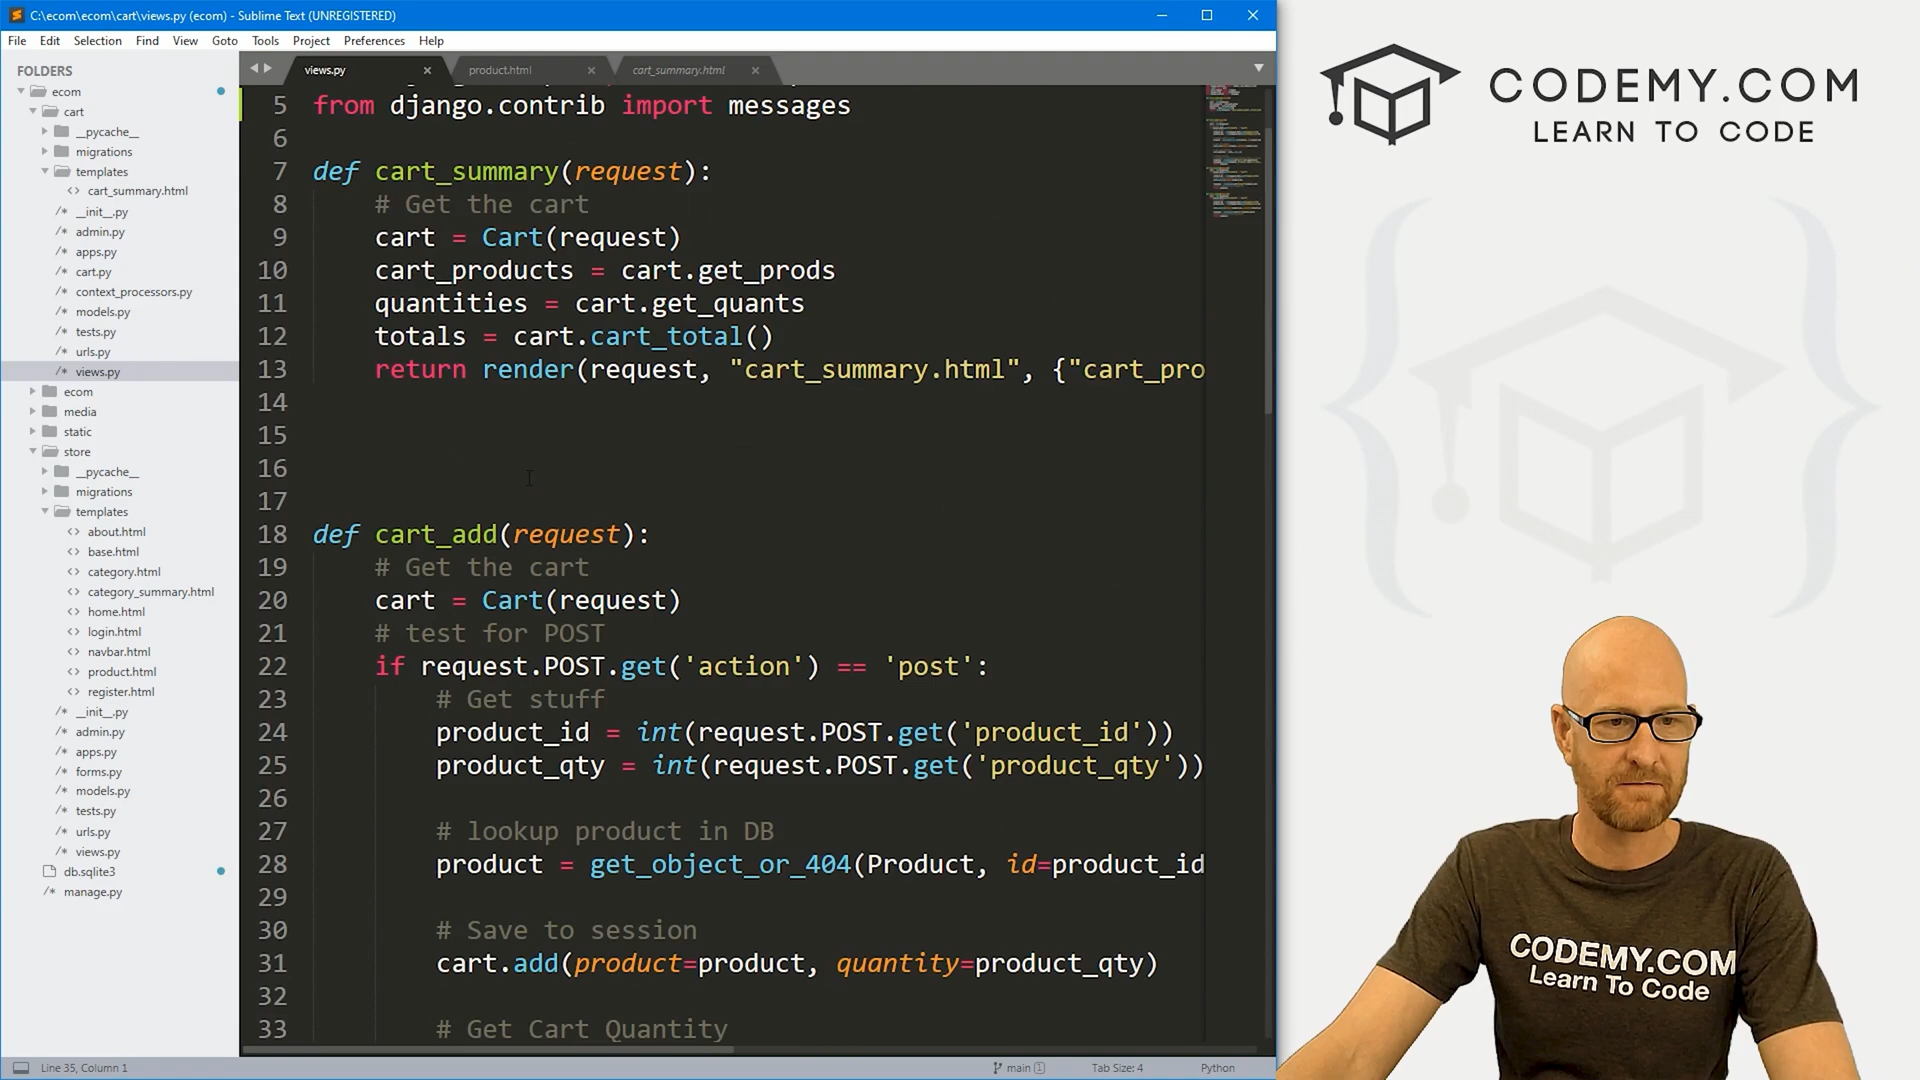 C:\ecom\ecom\cart\views.py (ecom) - Sublime Text (UNREGISTERED)
File Edit Selection Find View Goto Tools Project Preferences Help
FOLDERS
ecom
cart
__pycache__
migrations
templates
<> cart_summary.html
/* __init__.py
/* admin.py
/* apps.py
/* cart.py
/* context_processors.py
/* models.py
/* tests.py
/* urls.py
/* views.py
ecom
media
static
store
__pycache__
migrations
templates
<> about.html
<> base.html
<> category.html
<> category_summary.html
<> home.html
<> login.html
<> navbar.html
<> product.html
<> register.html
/* __init__.py
/* admin.py
/* apps.py
/* forms.py
/* models.py
/* tests.py
/* urls.py
/* views.py
db.sqlite3
/* manage.py
views.py product.html cart_summary.html
5 from django.contrib import messages
6
7 def cart_summary(request):
8 # Get the cart
9 cart = Cart(request)
10 cart_products = cart.get_prods
11 quantities = cart.get_quants
12 totals = cart.cart_total()
13 return render(request, "cart_summary.html", {"cart_pro
14
15
16
17
18 def cart_add(request):
19 # Get the cart
20 cart = Cart(request)
21 # test for POST
22 if request.POST.get('action') == 'post':
23 # Get stuff
24 product_id = int(request.POST.get('product_id'))
25 product_qty = int(request.POST.get('product_qty'))
26
27 # lookup product in DB
28 product = get_object_or_404(Product, id=product_id
29
30 # Save to session
31 cart.add(product=product, quantity=product_qty)
32
33 # Get Cart Quantity
Line 35, Column 1
main 1
Tab Size: 4
Python
CODEMY.COM
LEARN TO CODE
CODEMY.COM
Learn To Code